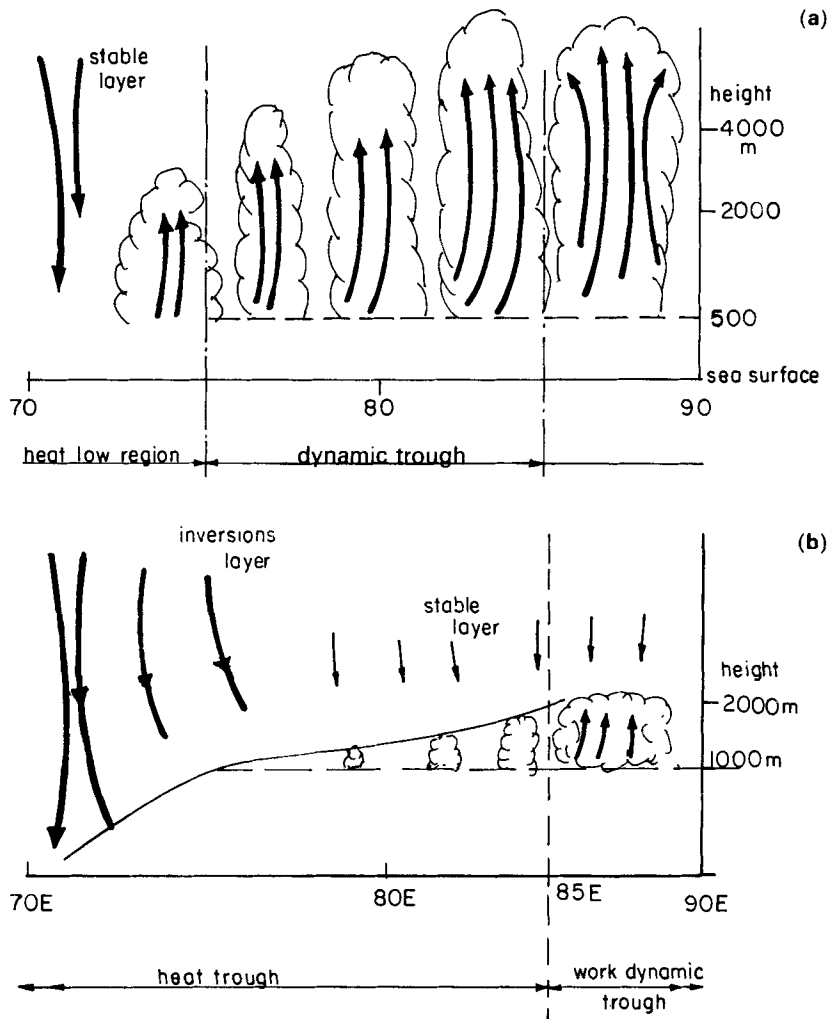 (a)
stable
layer
height
4000
m
2000
500
sea surface
70 80 90
heat low region dynamic trough
(b)
inversions
layer
stable
layer
height
2000m
1000m
70E 80E 85E 90E
heat trough work dynamic
trough